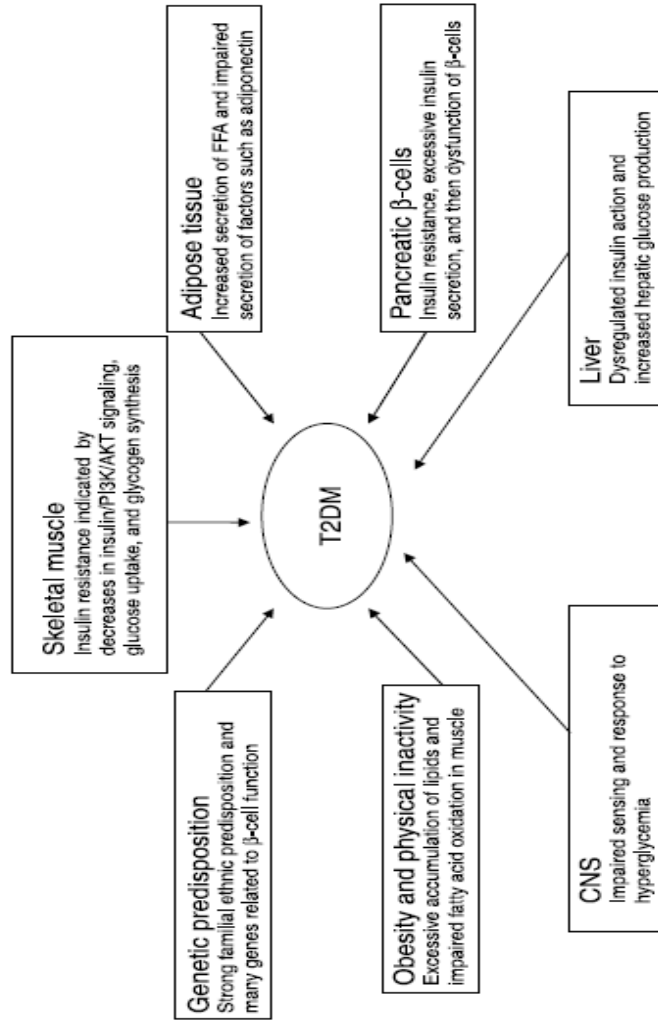 Skeletal muscle
Insulin resistance indicated by
decreases in insulin/PI3K/AKT signaling,
glucose uptake, and glycogen synthesis
Genetic predisposition
Strong familial ethnic predisposition and
many genes related to β-cell function
Adipose tissue
Increased secretion of FFA and impaired
secretion of factors such as adiponectin
T2DM
Obesity and physical inactivity
Excessive accumulation of lipids and
impaired fatty acid oxidation in muscle
Pancreatic β-cells
Insulin resistance, excessive insulin
secretion, and then dysfunction of β-cells
CNS
Impaired sensing and response to
hyperglycemia
Liver
Dysregulated insulin action and
increased hepatic glucose production